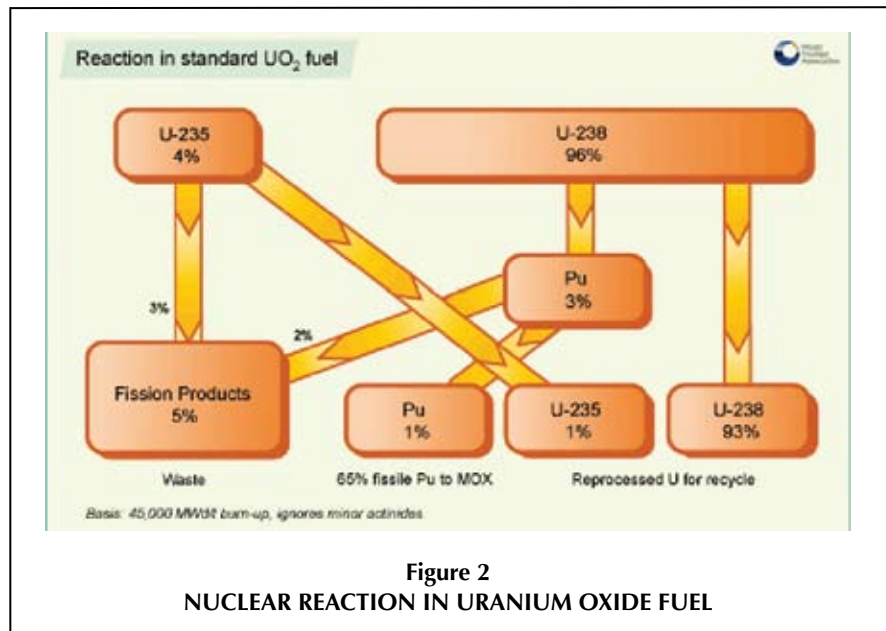 Reaction in standard UO₂ fuel
U-235
4%
U-238
96%
Pu
3%
3%
2%
Fission Products
5%
Pu
1%
U-235
1%
U-238
93%
Waste
65% fissile Pu to MOX
Reprocessed U for recycle
Basis: 45,000 MWd/t burn-up, ignores minor actinides
Figure 2
NUCLEAR REACTION IN URANIUM OXIDE FUEL